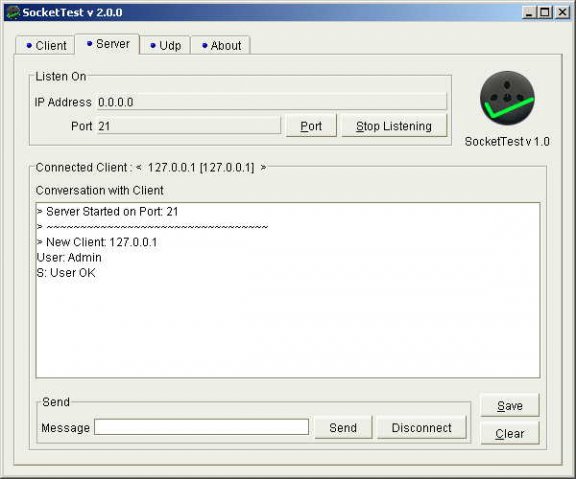 SocketTest v 2.0.0
Client Server Udp About
Listen On
IP Address 0.0.0.0
Port 21 Port Stop Listening
SocketTest v 1.0
Connected Client : < 127.0.0.1 [127.0.0.1] >
Conversation with Client
> Server Started on Port: 21
> ~~~~~~~~~~~~~~~~~~~~~~~~~~~~~~~~~
> New Client: 127.0.0.1
User: Admin
S: User OK
Send
Message Send Disconnect
Save
Clear